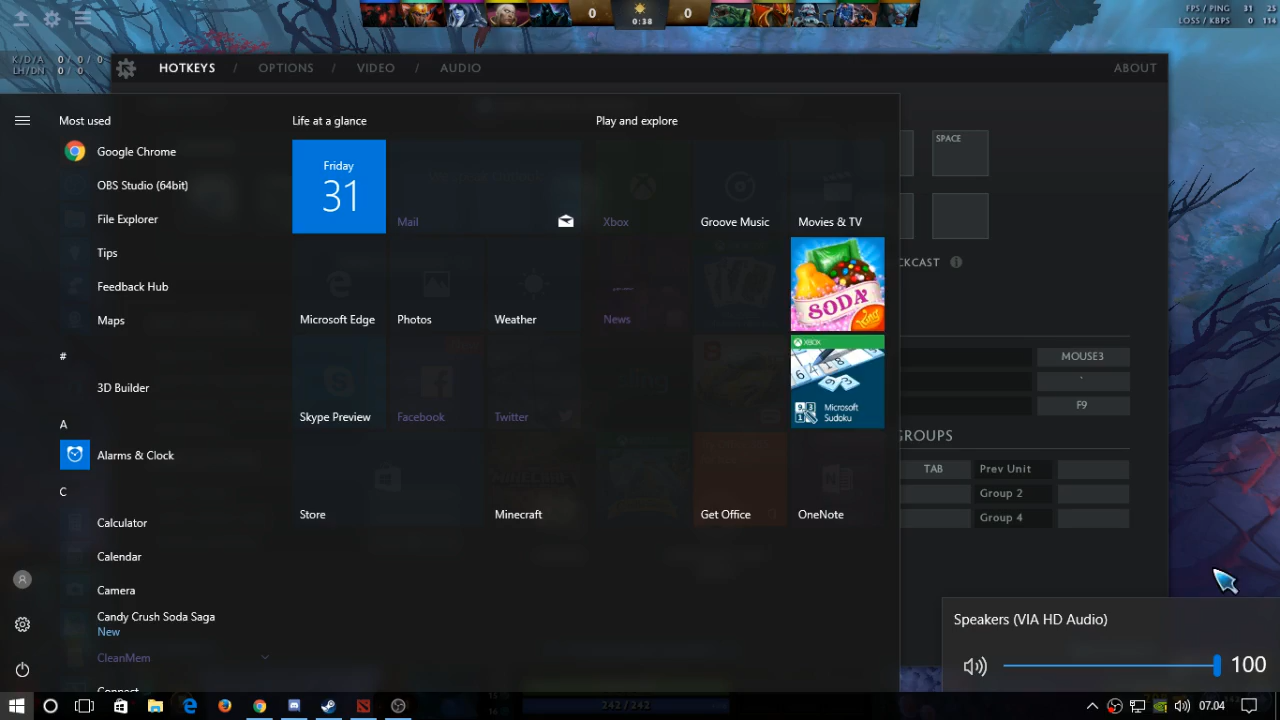 0 0:38 0
FPS / PING 31 25
LOSS / KBPS 0 114
K/D/A 0/ 0/ 0
LH/DN 0/ 0
HOTKEYS / OPTIONS / VIDEO / AUDIO ABOUT
Most used
Google Chrome
OBS Studio (64bit)
File Explorer
Tips
Feedback Hub
Maps
#
3D Builder
A
Alarms & Clock
C
Calculator
Calendar
Camera
Candy Crush Soda Saga
New
CleanMem
Connect
Life at a glance
Friday
31
Mail
Microsoft Edge
Photos
Weather
Skype Preview
Facebook
Twitter
Store
Minecraft
Play and explore
Xbox
Groove Music
Movies & TV
News
SODA
King
XBOX
Microsoft
Sudoku
Get Office
OneNote
SPACE
CKCAST
MOUSE3
`
F9
GROUPS
TAB Prev Unit
Group 2
Group 4
Speakers (VIA HD Audio)
100
242 / 242
07.04